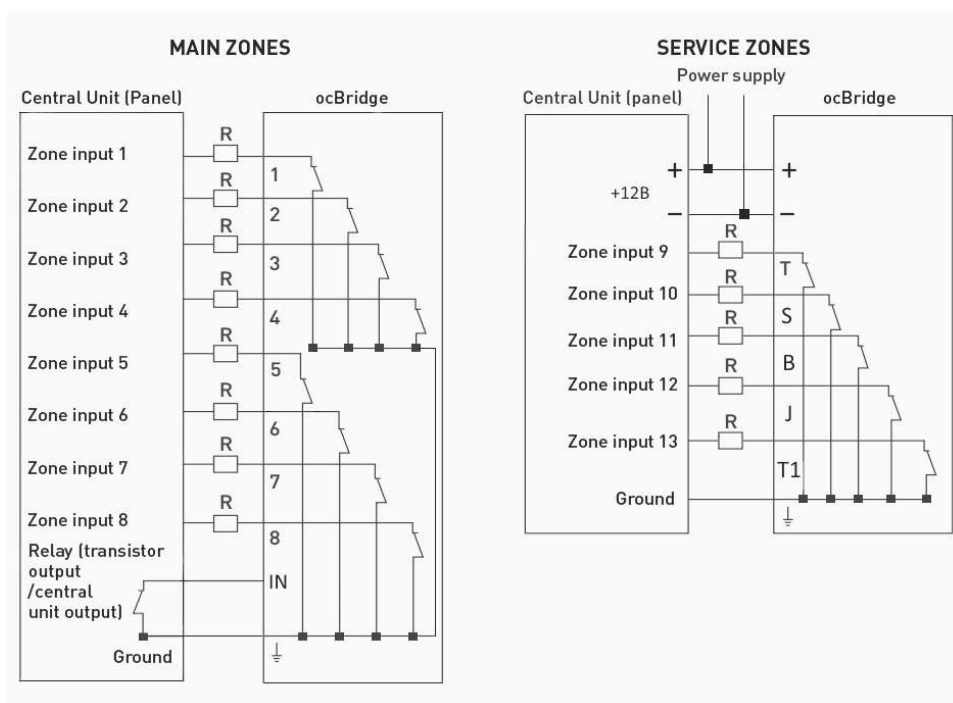 MAIN ZONES
Central Unit (Panel)
ocBridge
Zone input 1
R
1
Zone input 2
R
2
Zone input 3
R
3
Zone input 4
R
4
Zone input 5
R
5
Zone input 6
R
6
Zone input 7
R
7
Zone input 8
R
8
Relay (transistor
output
/central
unit output)
IN
Ground
SERVICE ZONES
Power supply
Central Unit (panel)
ocBridge
+
+
+12B
−
−
Zone input 9
R
T
Zone input 10
R
S
Zone input 11
R
B
Zone input 12
R
J
Zone input 13
R
T1
Ground